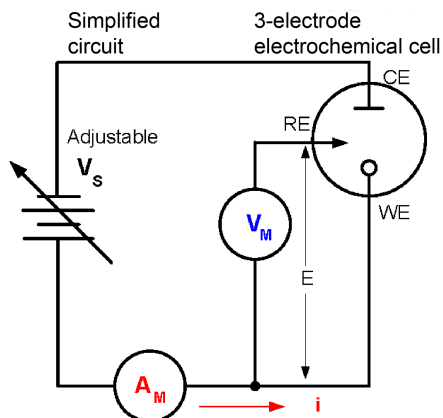 Simplified
circuit
3-electrode
electrochemical cell
CE
RE
Adjustable
Vs
WE
VM
E
AM
i